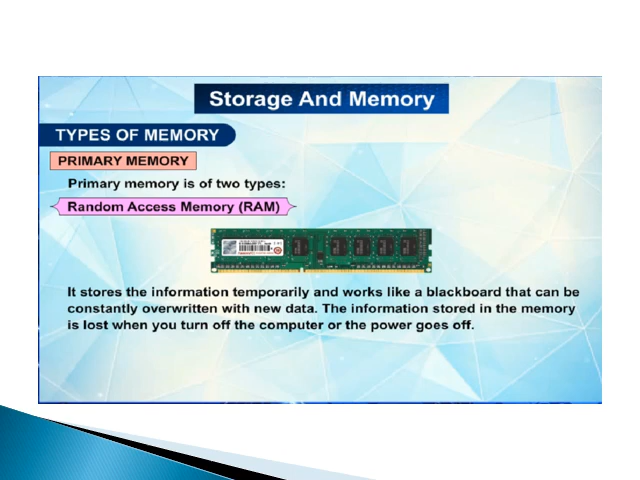 Storage And Memory
TYPES OF MEMORY
PRIMARY MEMORY
Primary memory is of two types:
Random Access Memory (RAM)
It stores the information temporarily and works like a blackboard that can be
constantly overwritten with new data. The information stored in the memory
is lost when you turn off the computer or the power goes off.